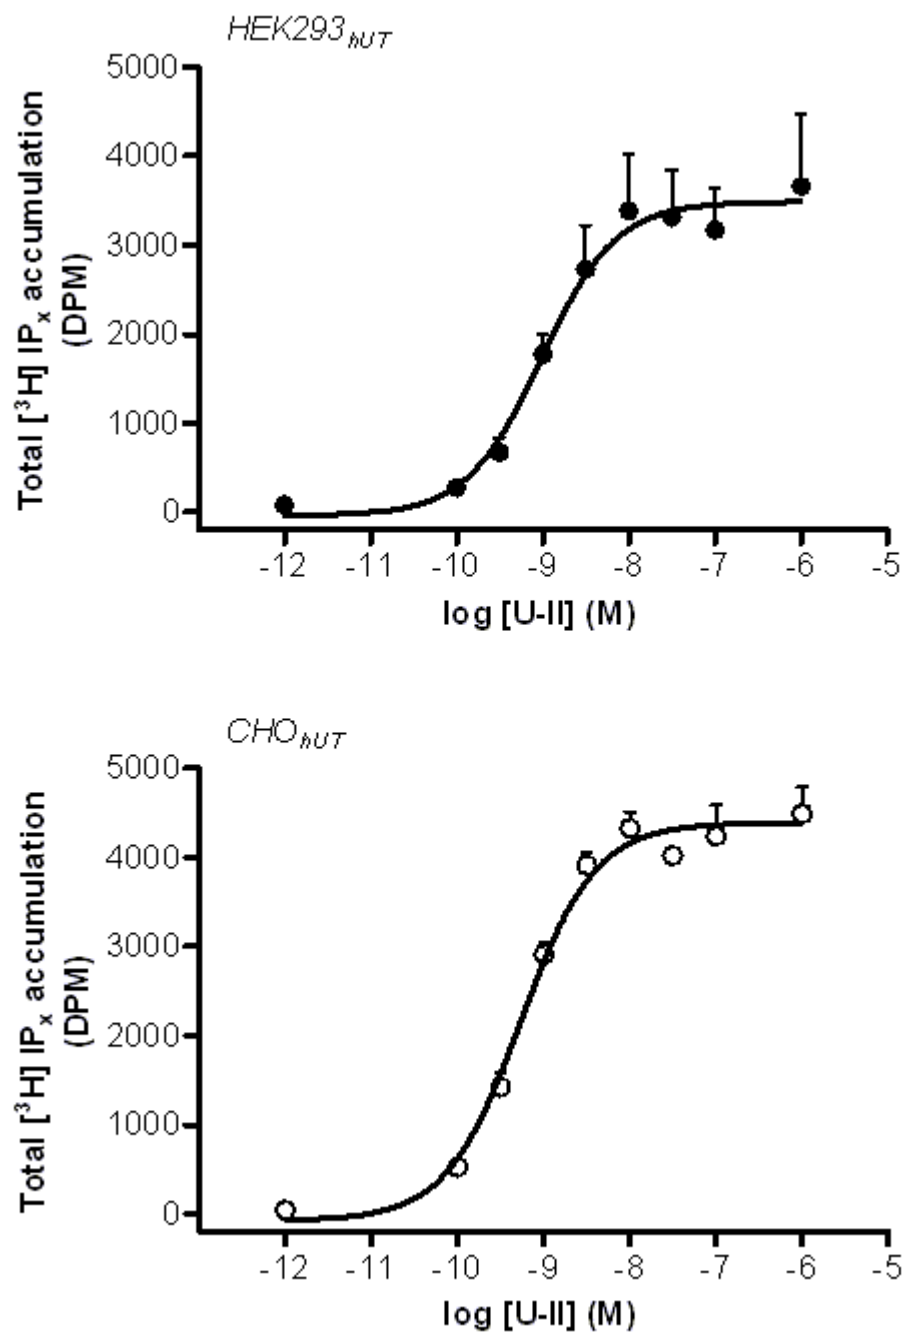 HEK293hUT
5000
4000
3000
2000
1000
0
Total [³H] IPₓ accumulation
(DPM)
-12 -11 -10 -9 -8 -7 -6 -5
log [U-II] (M)
CHOhUT
5000
4000
3000
2000
1000
0
Total [³H] IPₓ accumulation
(DPM)
-12 -11 -10 -9 -8 -7 -6 -5
log [U-II] (M)